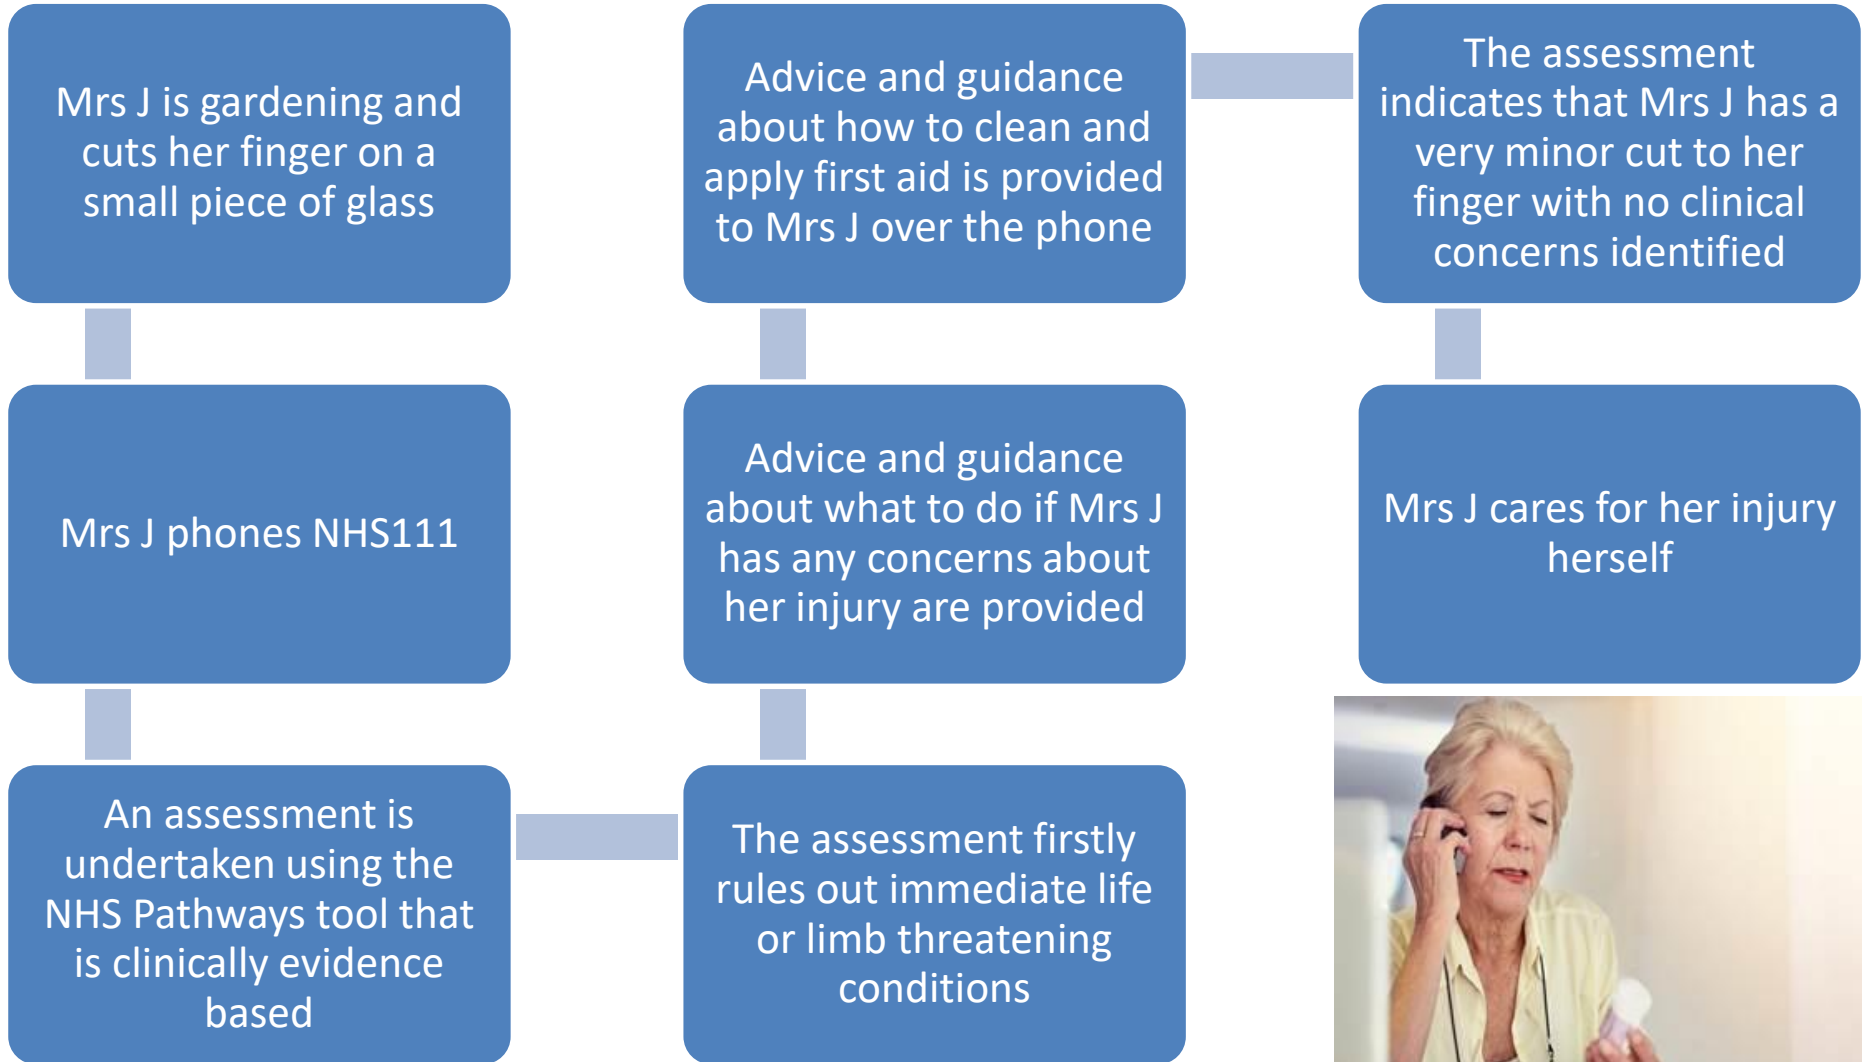 Mrs J is gardening and
cuts her finger on a
small piece of glass
Mrs J phones NHS111
An assessment is
undertaken using the
NHS Pathways tool that
is clinically evidence
based
The assessment firstly
rules out immediate life
or limb threatening
conditions
Advice and guidance
about what to do if Mrs J
has any concerns about
her injury are provided
Advice and guidance
about how to clean and
apply first aid is provided
to Mrs J over the phone
The assessment
indicates that Mrs J has a
very minor cut to her
finger with no clinical
concerns identified
Mrs J cares for her injury
herself